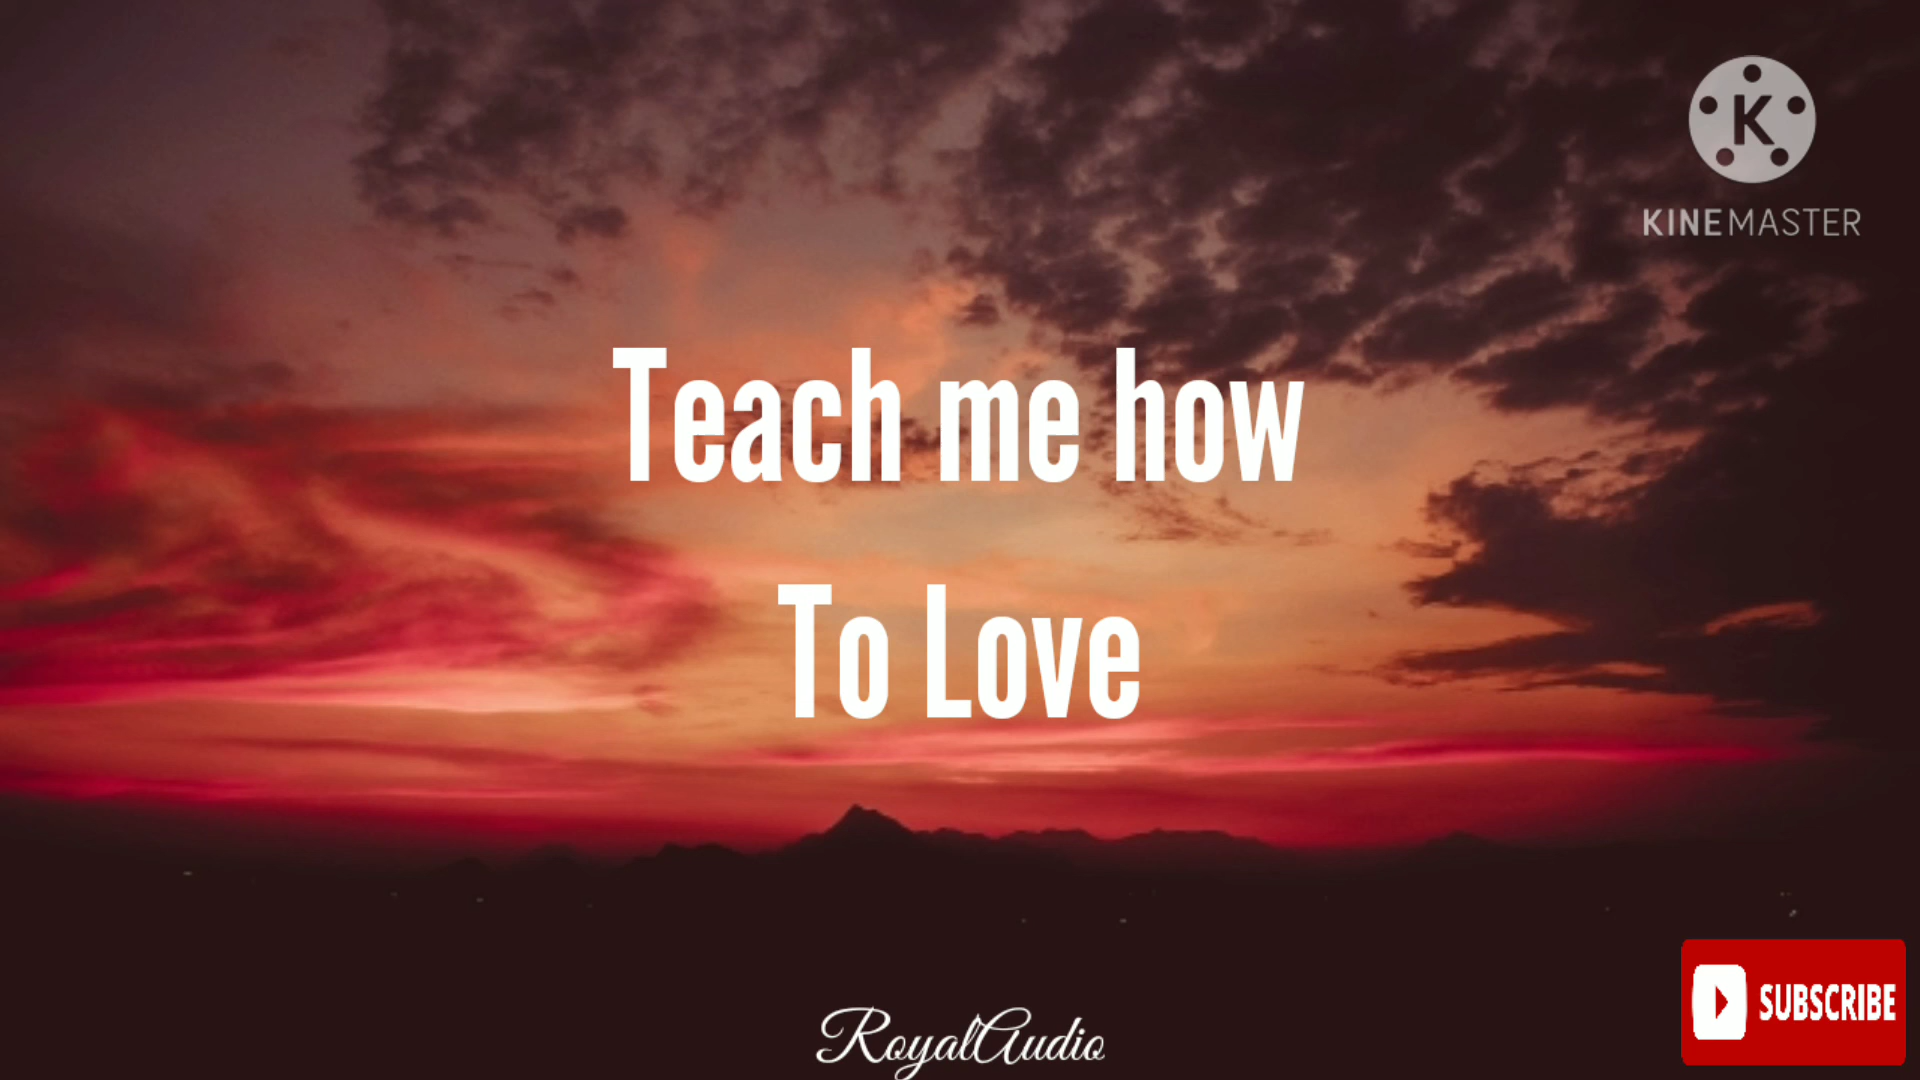 K
KINEMASTER
Teach me how
To Love
SUBSCRIBE
RoyalAudio